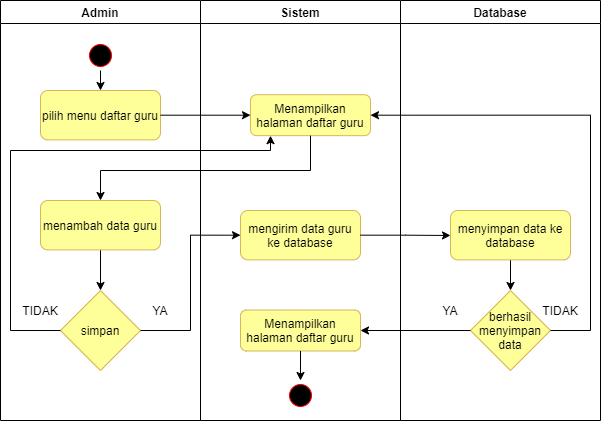 Admin
Sistem
Database
pilih menu daftar guru
Menampilkan
halaman daftar guru
menambah data guru
mengirim data guru
ke database
menyimpan data ke
database
TIDAK
simpan
YA
Menampilkan
halaman daftar guru
YA
berhasil
menyimpan
data
TIDAK